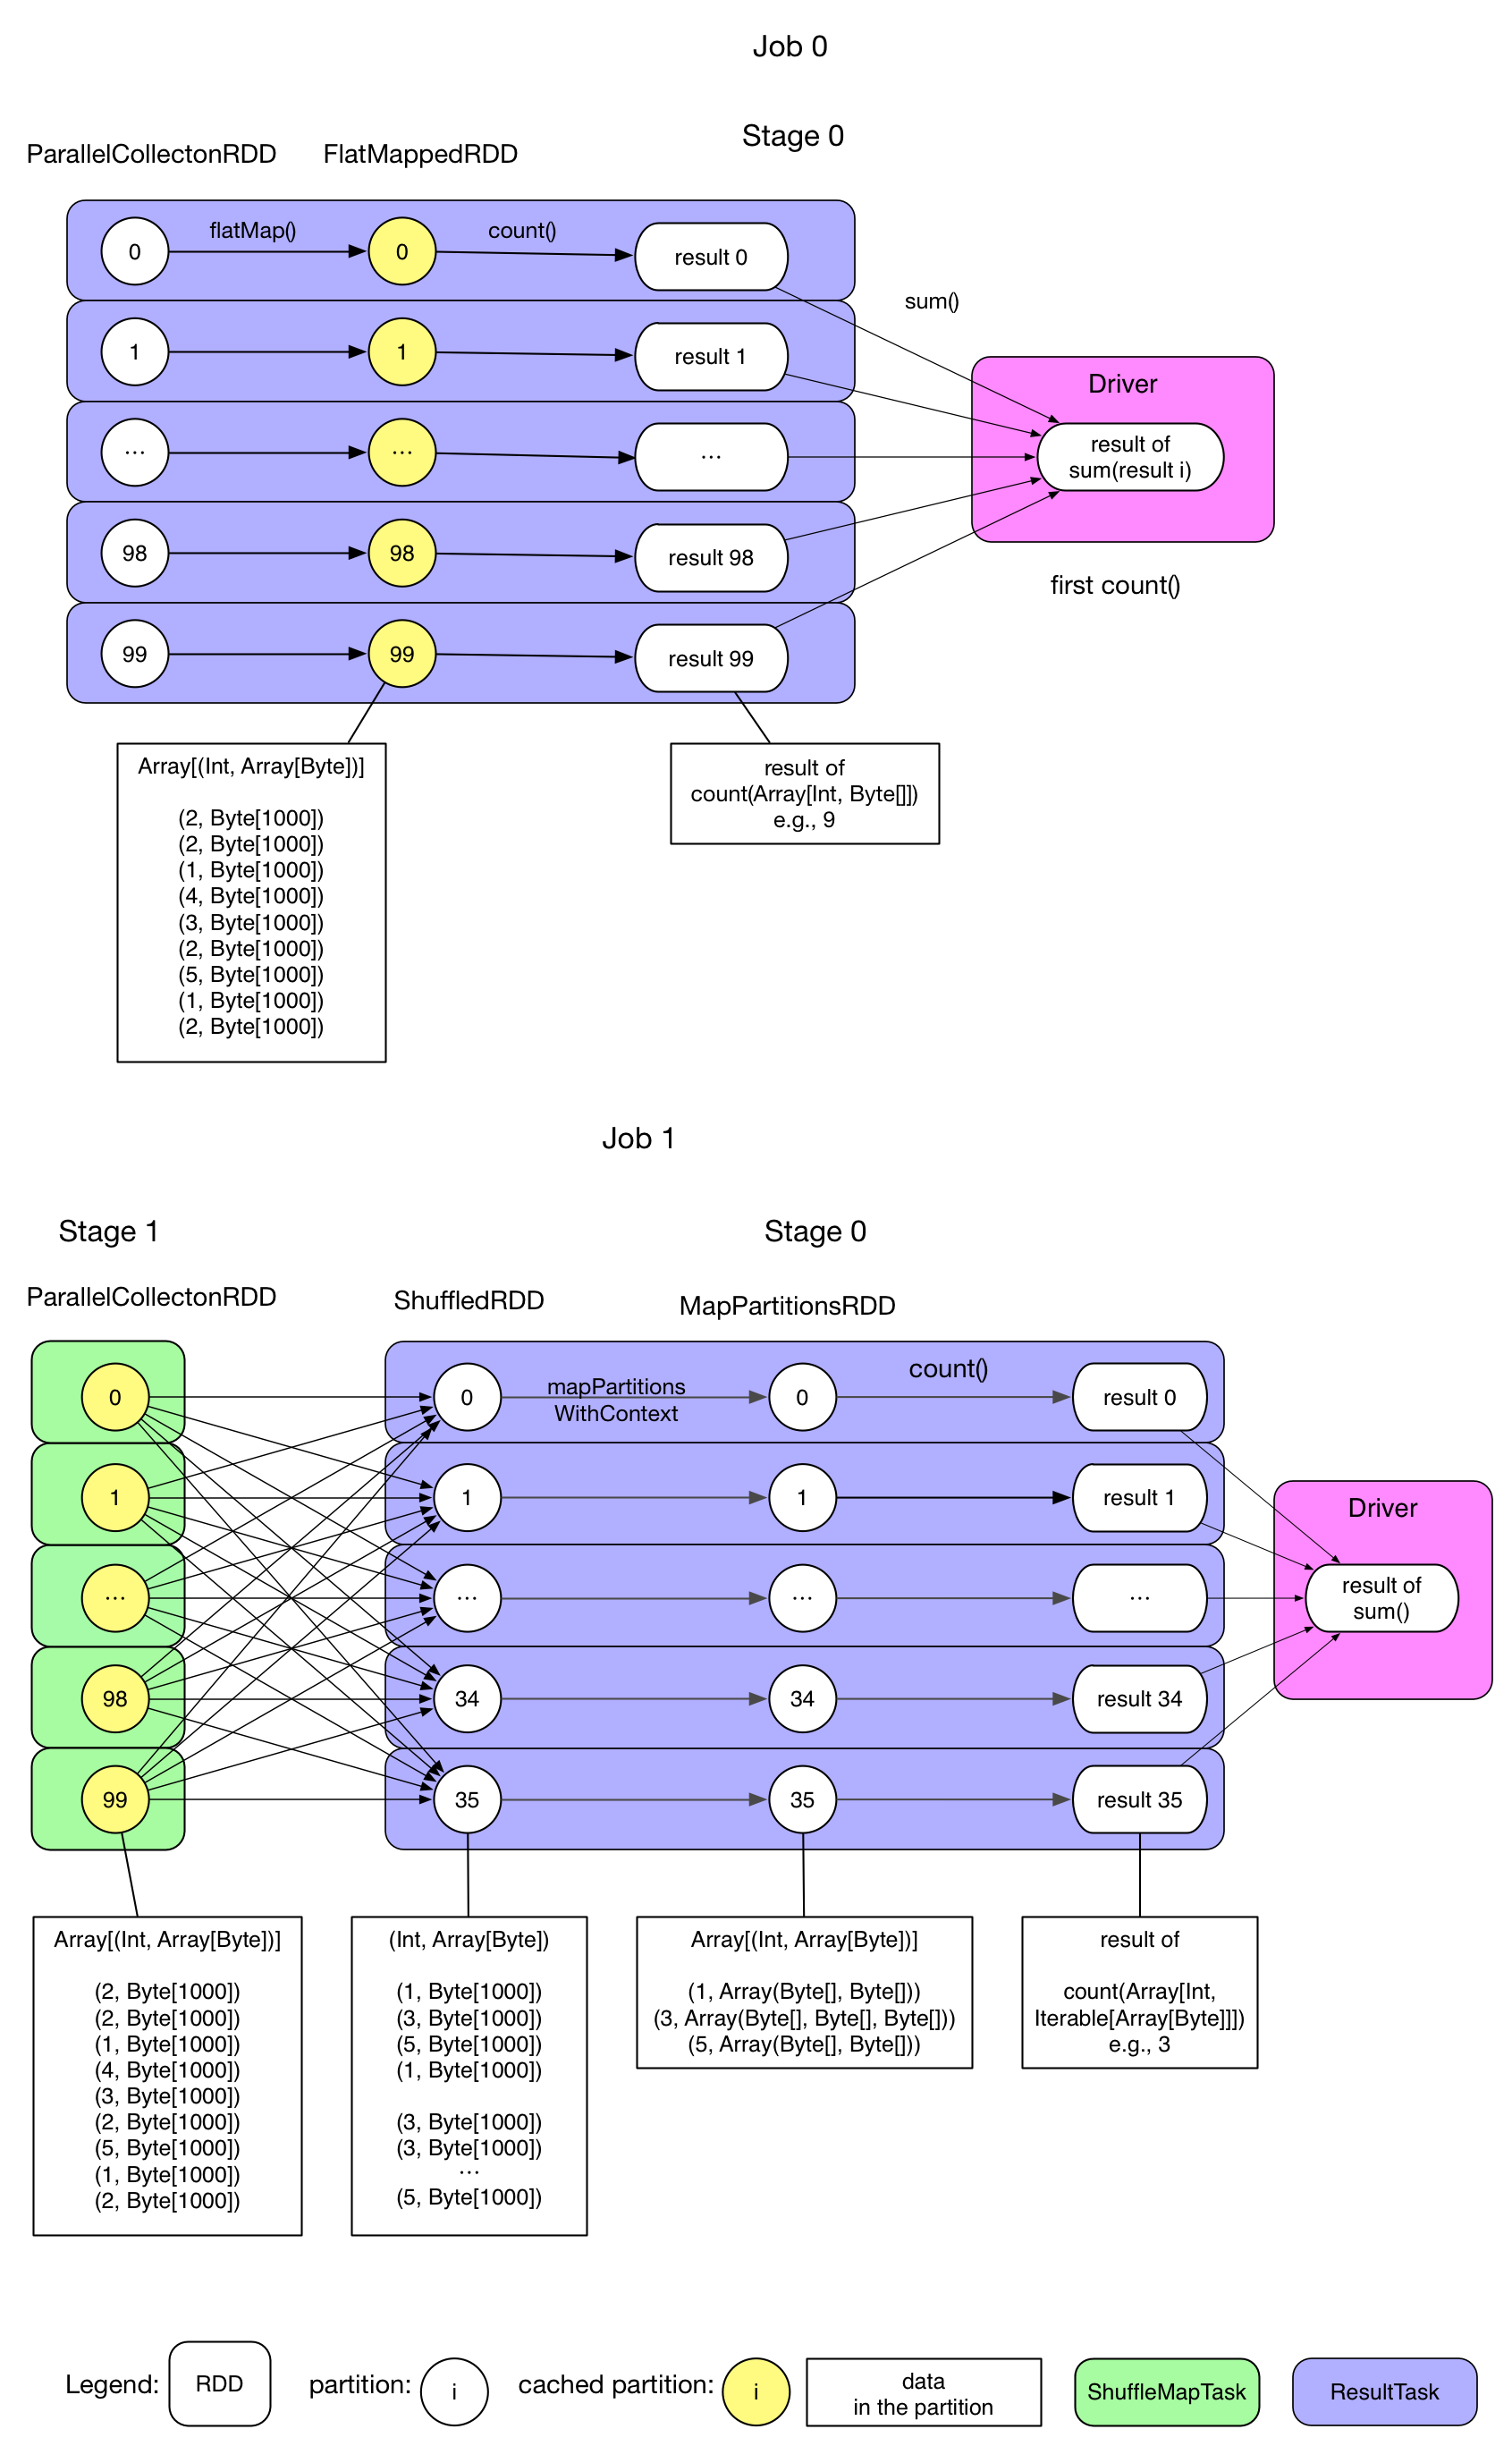 Job 0
Stage 0
ParallelCollectonRDD
FlatMappedRDD
0
flatMap()
0
count()
result 0
sum()
1
1
result 1
Driver
...
...
...
result of
sum(result i)
98
98
result 98
first count()
99
99
result 99
Array[(Int, Array[Byte])]
(2, Byte[1000])
(2, Byte[1000])
(1, Byte[1000])
(4, Byte[1000])
(3, Byte[1000])
(2, Byte[1000])
(5, Byte[1000])
(1, Byte[1000])
(2, Byte[1000])
result of
count(Array[Int, Byte[]])
e.g., 9
Job 1
Stage 1
Stage 0
ParallelCollectonRDD
ShuffledRDD
MapPartitionsRDD
0
0
mapPartitions
WithContext
0
count()
result 0
1
1
1
result 1
Driver
...
...
...
...
result of
sum()
98
34
34
result 34
99
35
35
result 35
Array[(Int, Array[Byte])]
(2, Byte[1000])
(2, Byte[1000])
(1, Byte[1000])
(4, Byte[1000])
(3, Byte[1000])
(2, Byte[1000])
(5, Byte[1000])
(1, Byte[1000])
(2, Byte[1000])
(Int, Array[Byte])
(1, Byte[1000])
(3, Byte[1000])
(5, Byte[1000])
(1, Byte[1000])
(3, Byte[1000])
(3, Byte[1000])
...
(5, Byte[1000])
Array[(Int, Array[Byte])]
(1, Array(Byte[], Byte[]))
(3, Array(Byte[], Byte[], Byte[]))
(5, Array(Byte[], Byte[]))
result of
count(Array[Int,
Iterable[Array[Byte]]])
e.g., 3
Legend:
RDD
partition:
i
cached partition:
i
data
in the partition
ShuffleMapTask
ResultTask